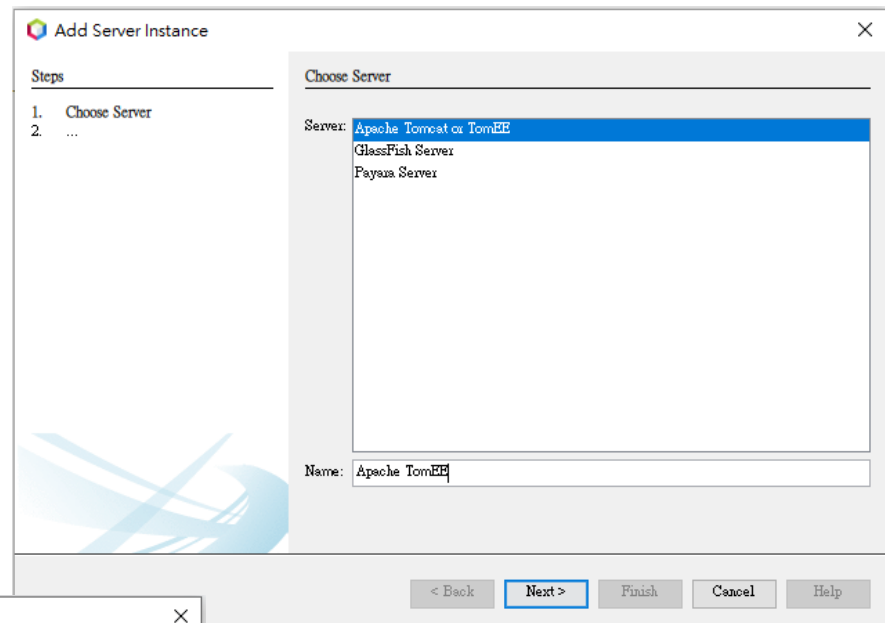 Add Server Instance
Steps
1. Choose Server
2. ...
Choose Server
Server:
Apache Tomcat or TomEE
GlassFish Server
Payara Server
Name: Apache TomEE
< Back Next > Finish Cancel Help